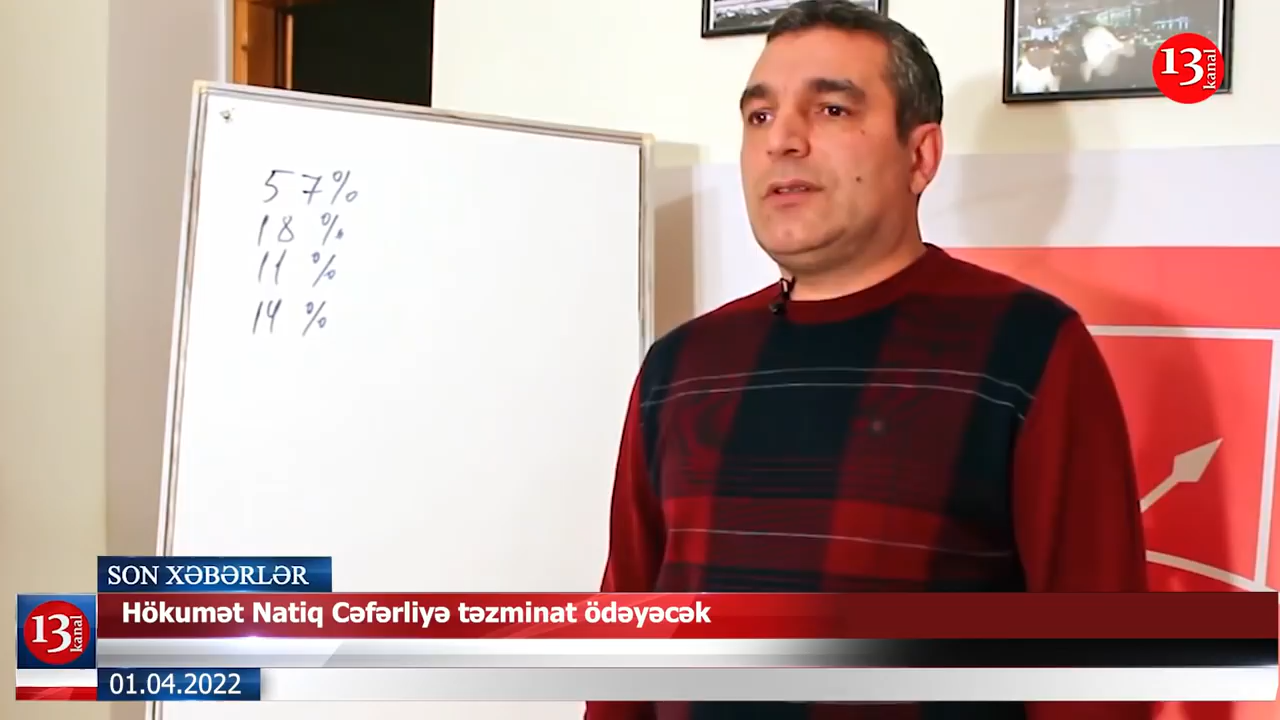 13 kanal
57%
18 %
11 %
14 %
SON XƏBƏRLƏR
Hökumət Natiq Cəfərliyə təzminat ödəyəcək
13 kanal
01.04.2022